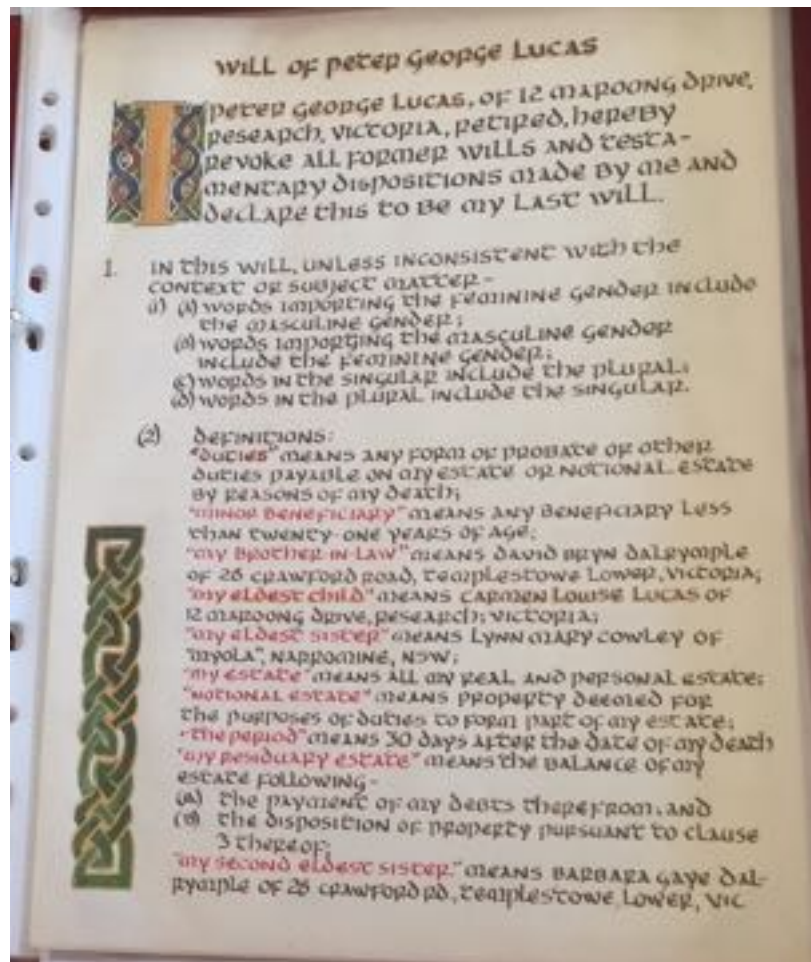 WILL OF PETER GEORGE LUCAS
I PETER GEORGE LUCAS, OF 12 MAROONG DRIVE,
RESEARCH, VICTORIA, RETIRED, HEREBY
REVOKE ALL FORMER WILLS AND TESTA-
MENTARY DISPOSITIONS MADE BY ME AND
DECLARE THIS TO BE MY LAST WILL.
1. IN THIS WILL, UNLESS INCONSISTENT WITH THE
CONTEXT OR SUBJECT MATTER -
(1) (A) WORDS IMPORTING THE FEMININE GENDER INCLUDE
THE MASCULINE GENDER;
(B) WORDS IMPORTING THE MASCULINE GENDER
INCLUDE THE FEMININE GENDER;
(C) WORDS IN THE SINGULAR INCLUDE THE PLURAL;
(D) WORDS IN THE PLURAL INCLUDE THE SINGULAR.
(2) DEFINITIONS:
"DUTIES" MEANS ANY FORM OF PROBATE OR OTHER
DUTIES PAYABLE ON MY ESTATE OR NOTIONAL ESTATE
BY REASONS OF MY DEATH;
"MINOR BENEFICIARY" MEANS ANY BENEFICIARY LESS
THAN TWENTY-ONE YEARS OF AGE;
"MY BROTHER-IN-LAW" MEANS DAVID BRYN DALRYMPLE
OF 28 CRAWFORD ROAD, TEMPLESTOWE LOWER, VICTORIA;
"MY ELDEST CHILD" MEANS CARMEN LOUISE LUCAS OF
12 MAROONG DRIVE, RESEARCH; VICTORIA;
"MY ELDEST SISTER" MEANS LYNN MARY COWLEY OF
"MYOLA", NARROMINE, NSW;
"MY ESTATE" MEANS ALL MY REAL AND PERSONAL ESTATE;
"NOTIONAL ESTATE" MEANS PROPERTY DEEMED FOR
THE PURPOSES OF DUTIES TO FORM PART OF MY ESTATE;
"THE PERIOD" MEANS 30 DAYS AFTER THE DATE OF MY DEATH
"MY RESIDUARY ESTATE" MEANS THE BALANCE OF MY
ESTATE FOLLOWING -
(A) THE PAYMENT OF MY DEBTS THEREFROM; AND
(B) THE DISPOSITION OF PROPERTY PURSUANT TO CLAUSE
3 THEREOF;
"MY SECOND ELDEST SISTER." MEANS BARBARA GAYE DAL-
RYMPLE OF 28 CRAWFORD RD, TEMPLESTOWE LOWER, VIC